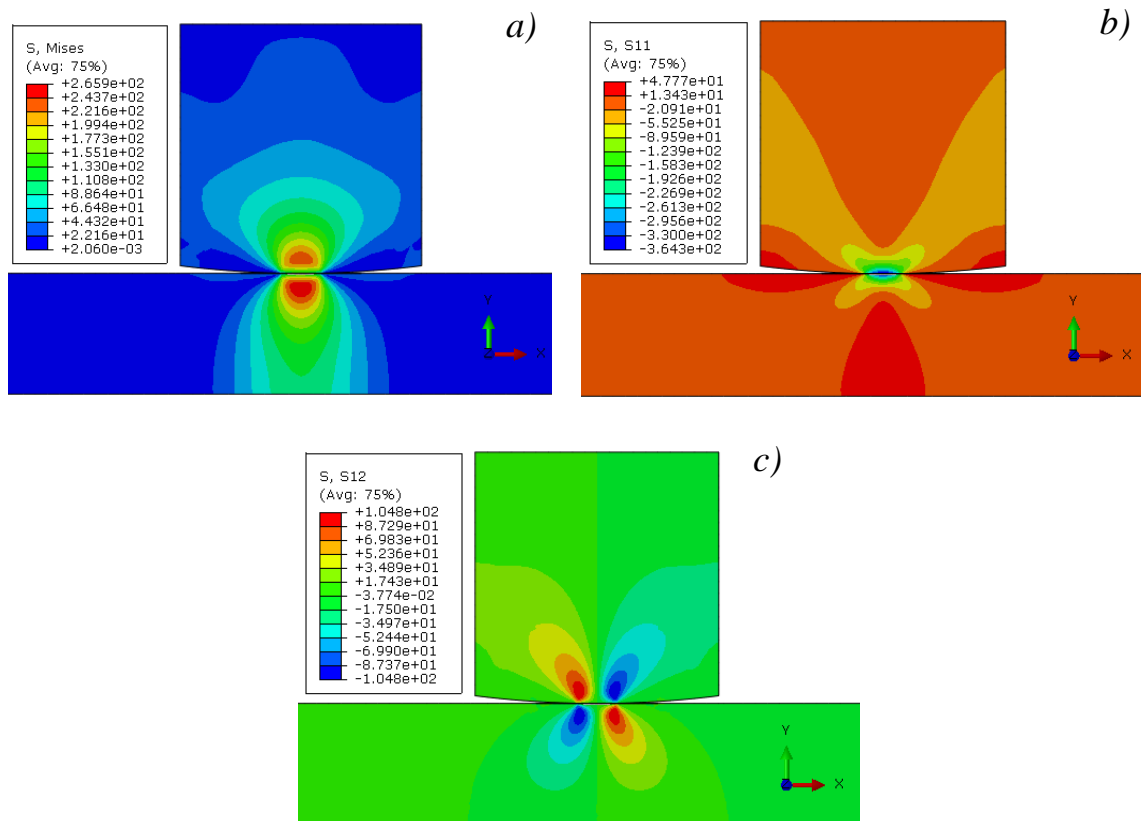 a)
S, Mises
(Avg: 75%)
+2.659e+02
+2.437e+02
+2.216e+02
+1.994e+02
+1.773e+02
+1.551e+02
+1.330e+02
+1.108e+02
+8.864e+01
+6.648e+01
+4.432e+01
+2.216e+01
+2.060e-03
Y
Z
X
b)
S, S11
(Avg: 75%)
+4.777e+01
+1.343e+01
-2.091e+01
-5.525e+01
-8.959e+01
-1.239e+02
-1.583e+02
-1.926e+02
-2.269e+02
-2.613e+02
-2.956e+02
-3.300e+02
-3.643e+02
Y
X
c)
S, S12
(Avg: 75%)
+1.048e+02
+8.729e+01
+6.983e+01
+5.236e+01
+3.489e+01
+1.743e+01
-3.774e-02
-1.750e+01
-3.497e+01
-5.244e+01
-6.990e+01
-8.737e+01
-1.048e+02
Y
X